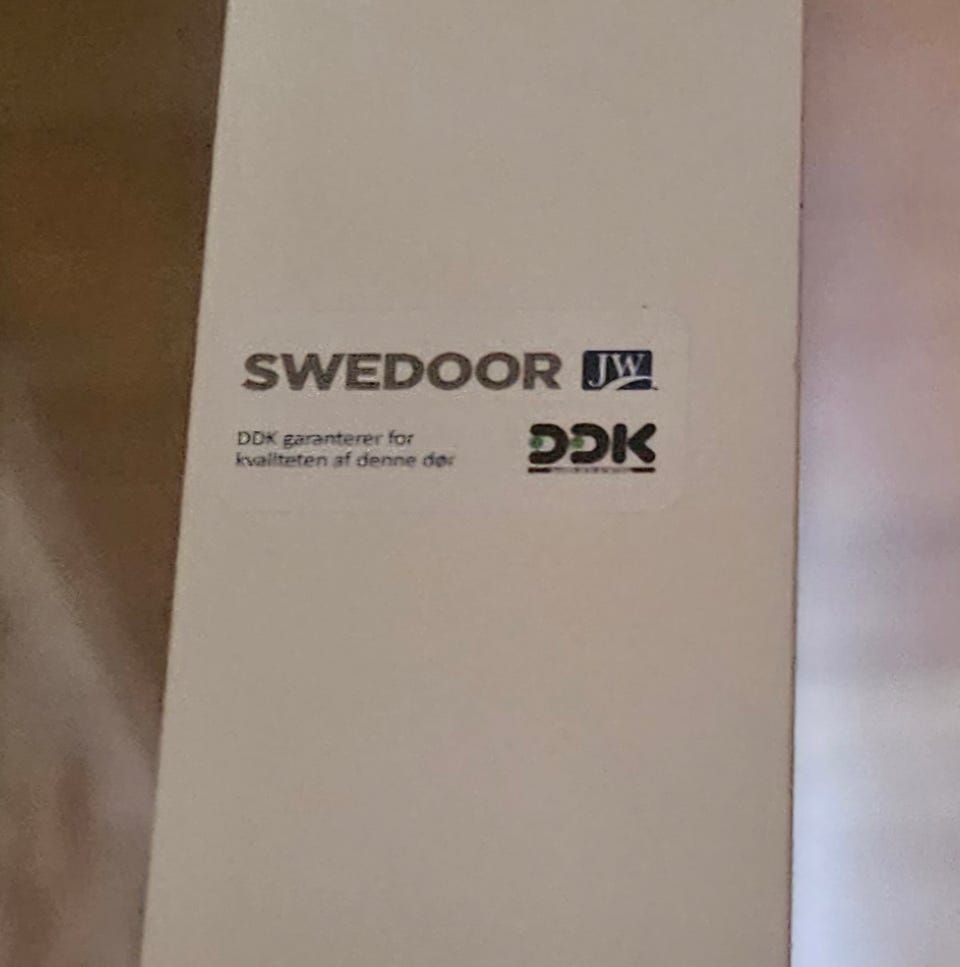 SWEDOOR JW
DDK garanterer for
kvaliteten af denne dør
DDK